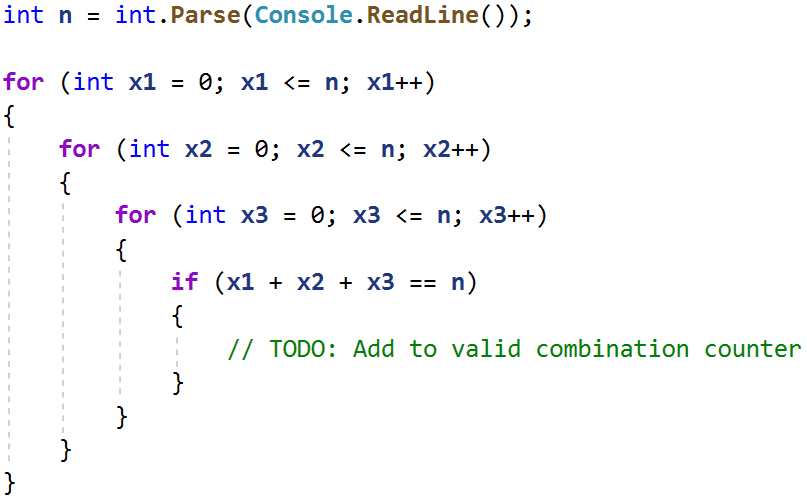 int n = int.Parse(Console.ReadLine());
for (int x1 = 0; x1 <= n; x1++)
{
for (int x2 = 0; x2 <= n; x2++)
{
for (int x3 = 0; x3 <= n; x3++)
{
if (x1 + x2 + x3 == n)
{
// TODO: Add to valid combination counter
}
}
}
}